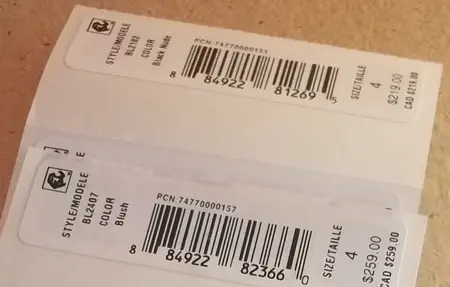 STYLE/MODELE
BL2182
COLOR
Black Nude
PCN 74770000151
8 84922 81269 5
SIZE/TAILLE
4
$219.00
CAD $219.00
STYLE/MODELE
BL2407
COLOR
Blush
PCN 74770000157
8 84922 82366 0
SIZE/TAILLE
4
$259.00
CAD $259.00